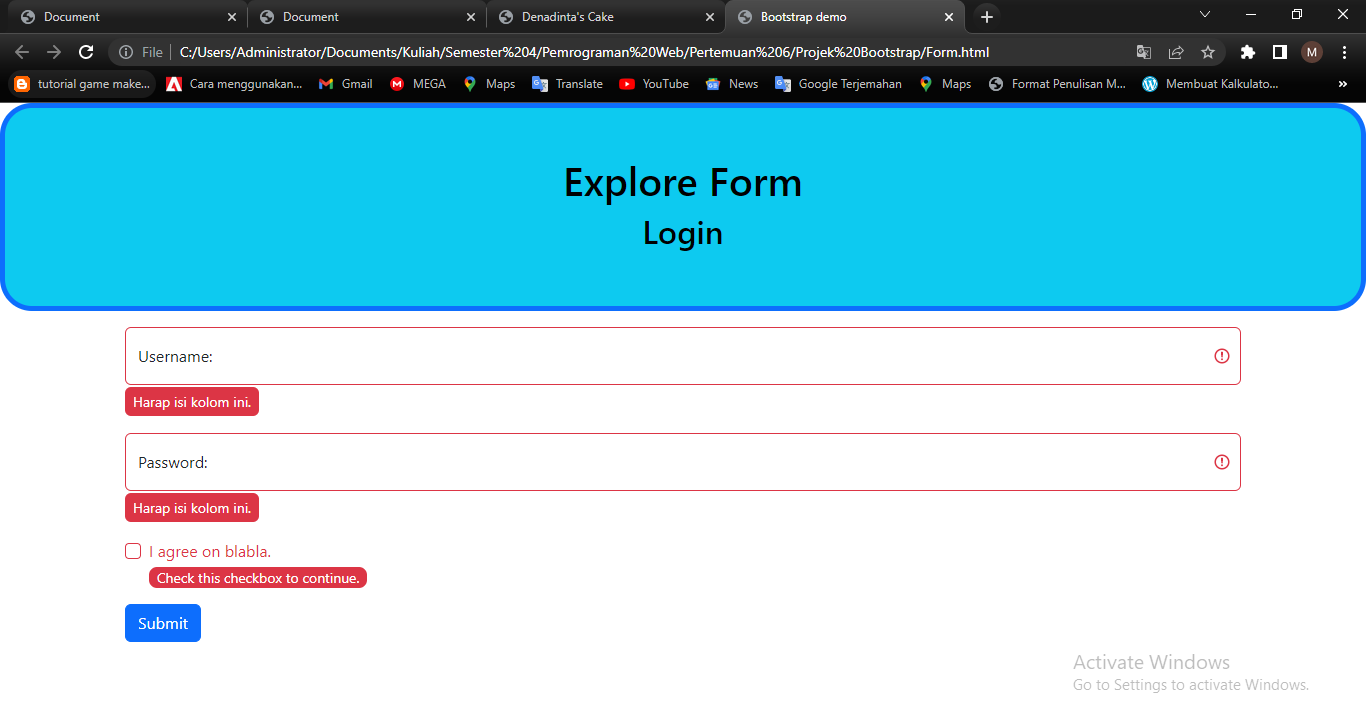 Document
Document
Denadinta's Cake
Bootstrap demo
File
C:/Users/Administrator/Documents/Kuliah/Semester%204/Pemrograman%20Web/Pertemuan%206/Projek%20Bootstrap/Form.html
M
tutorial game make...
Cara menggunakan...
Gmail
MEGA
Maps
Translate
YouTube
News
Google Terjemahan
Maps
Format Penulisan M...
Membuat Kalkulato...
»
Explore Form
Login
Username:
Harap isi kolom ini.
Password:
Harap isi kolom ini.
I agree on blabla.
Check this checkbox to continue.
Submit
Activate Windows
Go to Settings to activate Windows.